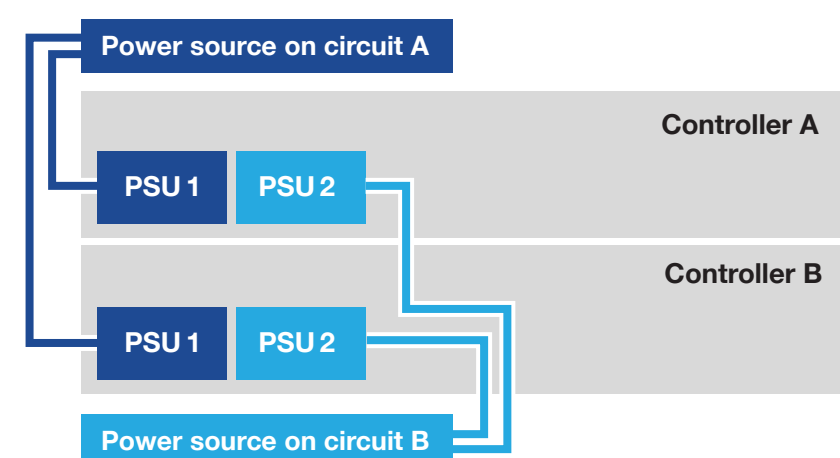 Power source on circuit A
Controller A
PSU 1
PSU 2
Controller B
PSU 1
PSU 2
Power source on circuit B